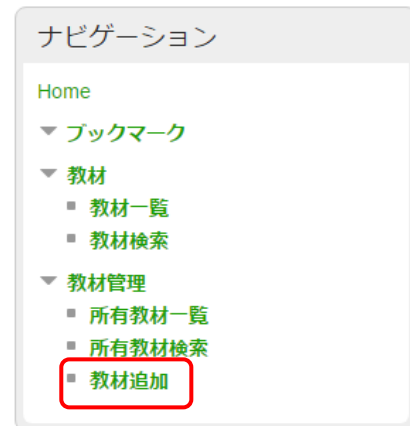 ナビゲーション
Home
ブックマーク
教材
教材一覧
教材検索
教材管理
所有教材一覧
所有教材検索
教材追加